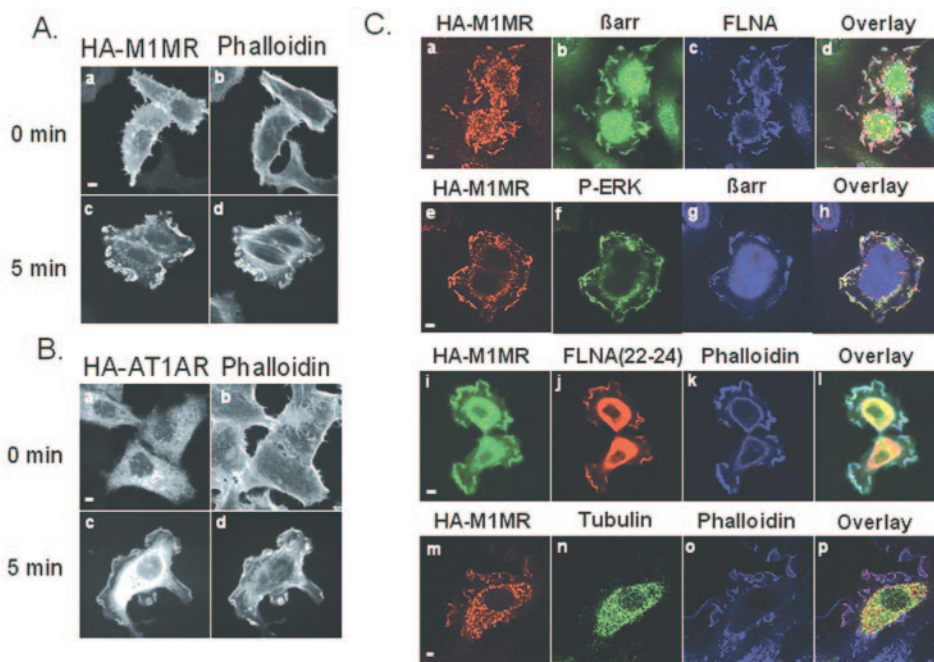 A.
HA-M1MR Phalloidin
a b
0 min
c d
5 min
B.
HA-AT1AR Phalloidin
a b
0 min
c d
5 min
C.
HA-M1MR ßarr FLNA Overlay
a b c d
HA-M1MR P-ERK ßarr Overlay
e f g h
HA-M1MR FLNA(22-24) Phalloidin Overlay
i j k l
HA-M1MR Tubulin Phalloidin Overlay
m n o p